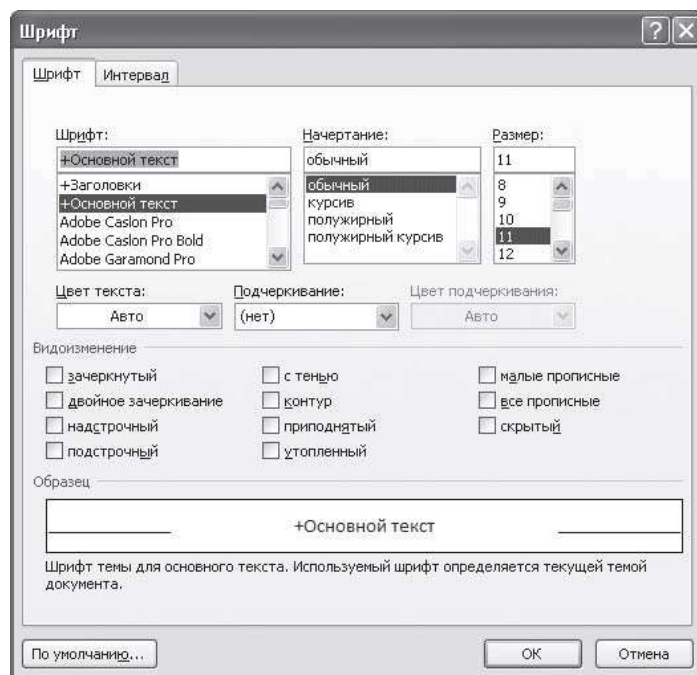 Шрифт
Шрифт Интервал
Шрифт: Начертание: Размер:
+Основной текст обычный 11
+Заголовки обычный 8
+Основной текст курсив 9
Adobe Caslon Pro полужирный 10
Adobe Caslon Pro Bold полужирный курсив 11
Adobe Garamond Pro 12
Цвет текста: Подчеркивание: Цвет подчеркивания:
Авто (нет) Авто
Видоизменение
зачеркнутый с тенью малые прописные
двойное зачеркивание контур все прописные
надстрочный приподнятый скрытый
подстрочный утопленный
Образец
+Основной текст
Шрифт темы для основного текста. Используемый шрифт определяется текущей темой
документа.
По умолчанию... ОК Отмена